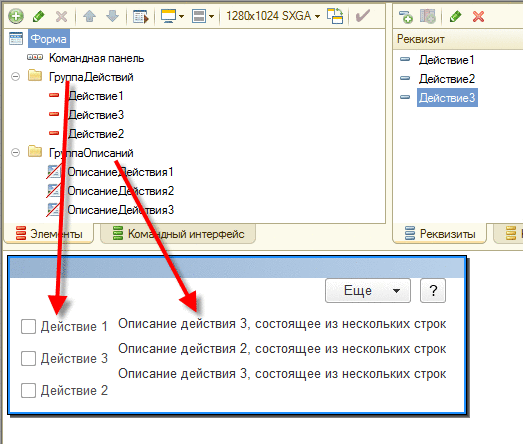 1280x1024 SXGA
Форма
Командная панель
ГруппаДействий
Действие1
Действие3
Действие2
ГруппаОписаний
ОписаниеДействия1
ОписаниеДействия2
ОписаниеДействия3
Элементы
Командный интерфейс
Реквизит
Действие1
Действие2
Действие3
Реквизиты
Еще
?
Действие 1
Описание действия 3, состоящее из нескольких строк
Действие 3
Описание действия 2, состоящее из нескольких строк
Описание действия 3, состоящее из нескольких строк
Действие 2